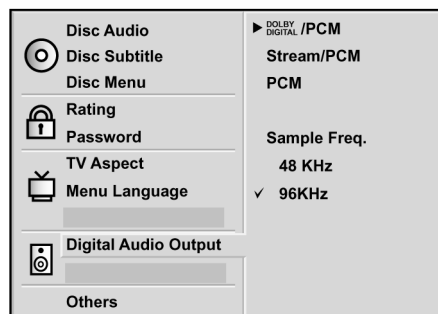 Disc Audio
Disc Subtitle
Disc Menu
Rating
Password
TV Aspect
Menu Language
Digital Audio Output
Others
DOLBY DIGITAL /PCM
Stream/PCM
PCM
Sample Freq.
48 KHz
✓ 96KHz